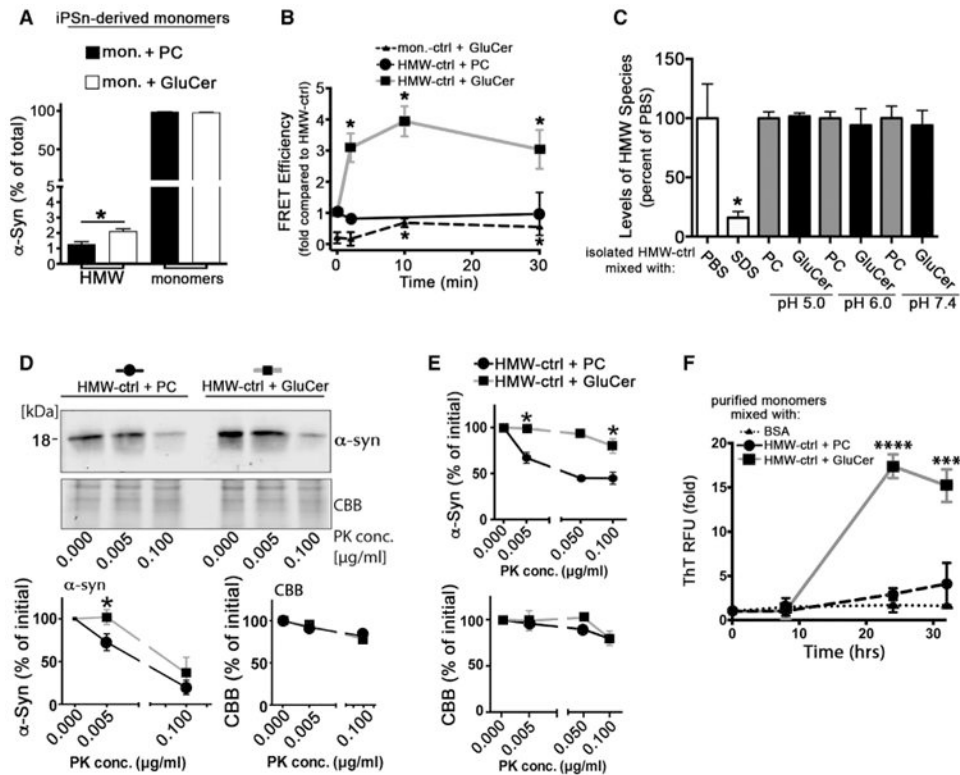 A
iPSn-derived monomers
mon. + PC
mon. + GluCer
α-Syn (% of total)
100
50
2
1
0
*
HMW
monomers
B
mon.-ctrl + GluCer
HMW-ctrl + PC
HMW-ctrl + GluCer
FRET Efficiency
(fold compared to HMW-ctrl)
5
4
3
2
1
0
* * *
* *
0 10 20 30
Time (min)
C
Levels of HMW Species
(percent of PBS)
150
100
50
0
*
isolated HMW-ctrl
mixed with:
PBS SDS PC GluCer PC GluCer PC GluCer
pH 5.0 pH 6.0 pH 7.4
D
HMW-ctrl + PC HMW-ctrl + GluCer
[kDa]
18
α-syn
CBB
0.000 0.005 0.100 0.000 0.005 0.100
PK conc.
[µg/ml]
α-syn
*
α-Syn (% of initial)
100
50
0
0.000 0.005 0.100
PK conc. (µg/ml)
CBB
CBB (% of initial)
100
50
0
0.000 0.005 0.100
PK conc. (µg/ml)
E
HMW-ctrl + PC
HMW-ctrl + GluCer
α-Syn (% of initial)
100
50
0
* *
0.000 0.005 0.050 0.100
PK conc. (µg/ml)
CBB (% of initial)
100
50
0
0.000 0.005 0.050 0.100
PK conc. (µg/ml)
F
purified monomers
mixed with:
BSA
HMW-ctrl + PC
HMW-ctrl + GluCer
ThT RFU (fold)
20
15
10
5
0
**** ***
0 10 20 30
Time (hrs)